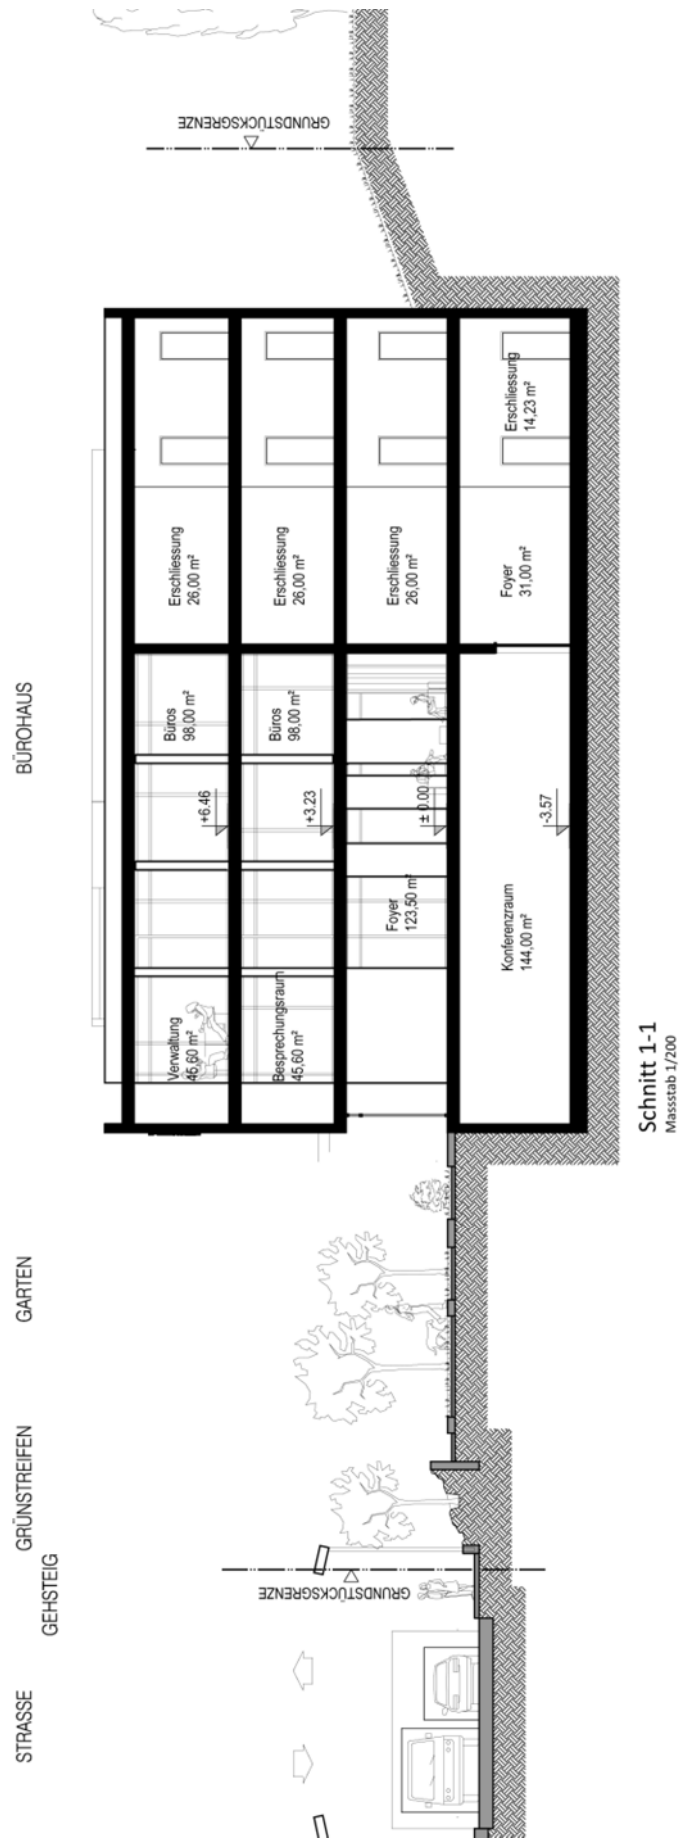 STRASSE
GEHSTEIG
GRÜNSTREIFEN
GARTEN
BÜROHAUS
GRUNDSTÜCKSGRENZE
GRUNDSTÜCKSGRENZE
Verwaltung
45,60 m²
+6.46
Büros
98,00 m²
Erschliessung
26,00 m²
Besprechungsraum
45,60 m²
+3.23
Büros
98,00 m²
Erschliessung
26,00 m²
Foyer
123,50 m²
± 0.00
Erschliessung
26,00 m²
Konferenzraum
144,00 m²
-3.57
Foyer
31,00 m²
Erschliessung
14,23 m²
Schnitt 1-1
Massstab 1/200